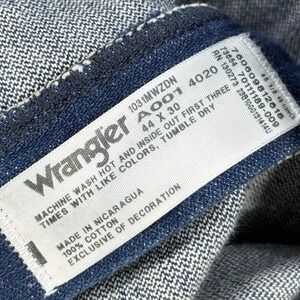 1031MWZDN
Wrangler A001 4020
44 X 30
MACHINE WASH HOT AND INSIDE OUT FIRST THREE
TIMES WITH LIKE COLORS, TUMBLE DRY
MADE IN NICARAGUA
100% COTTON
EXCLUSIVE OF DECORATION